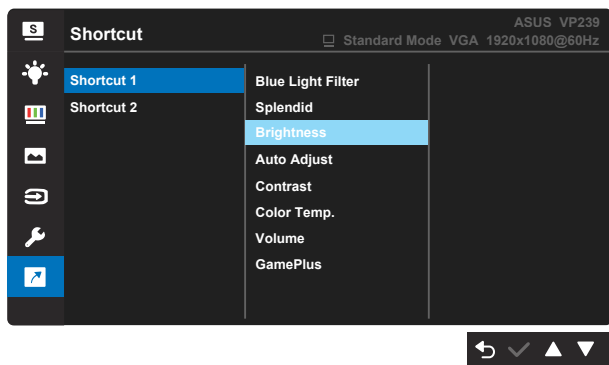 S
Shortcut
ASUS VP239
Standard Mode VGA 1920x1080@60Hz
Shortcut 1
Shortcut 2
Blue Light Filter
Splendid
Brightness
Auto Adjust
Contrast
Color Temp.
Volume
GamePlus